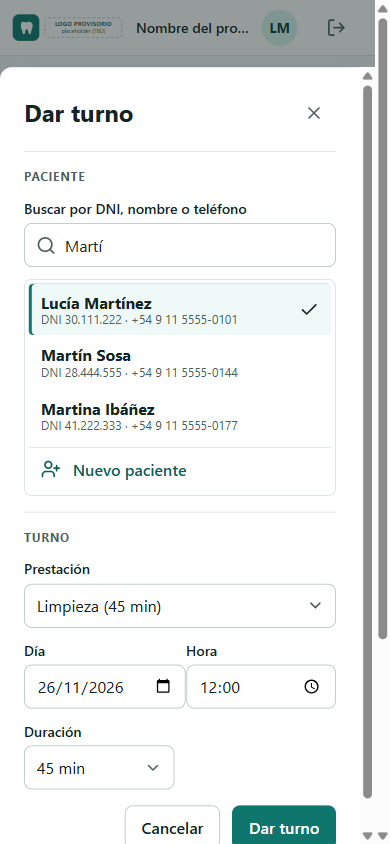 LOGO PROVISORIO
placeholder (TBD)
Nombre del pro...
LM
Dar turno
PACIENTE
Buscar por DNI, nombre o teléfono
Martí
Lucía Martínez
DNI 30.111.222 · +54 9 11 5555-0101
Martín Sosa
DNI 28.444.555 · +54 9 11 5555-0144
Martina Ibáñez
DNI 41.222.333 · +54 9 11 5555-0177
Nuevo paciente
TURNO
Prestación
Limpieza (45 min)
Día
Hora
26/11/2026
12:00
Duración
45 min
Cancelar
Dar turno